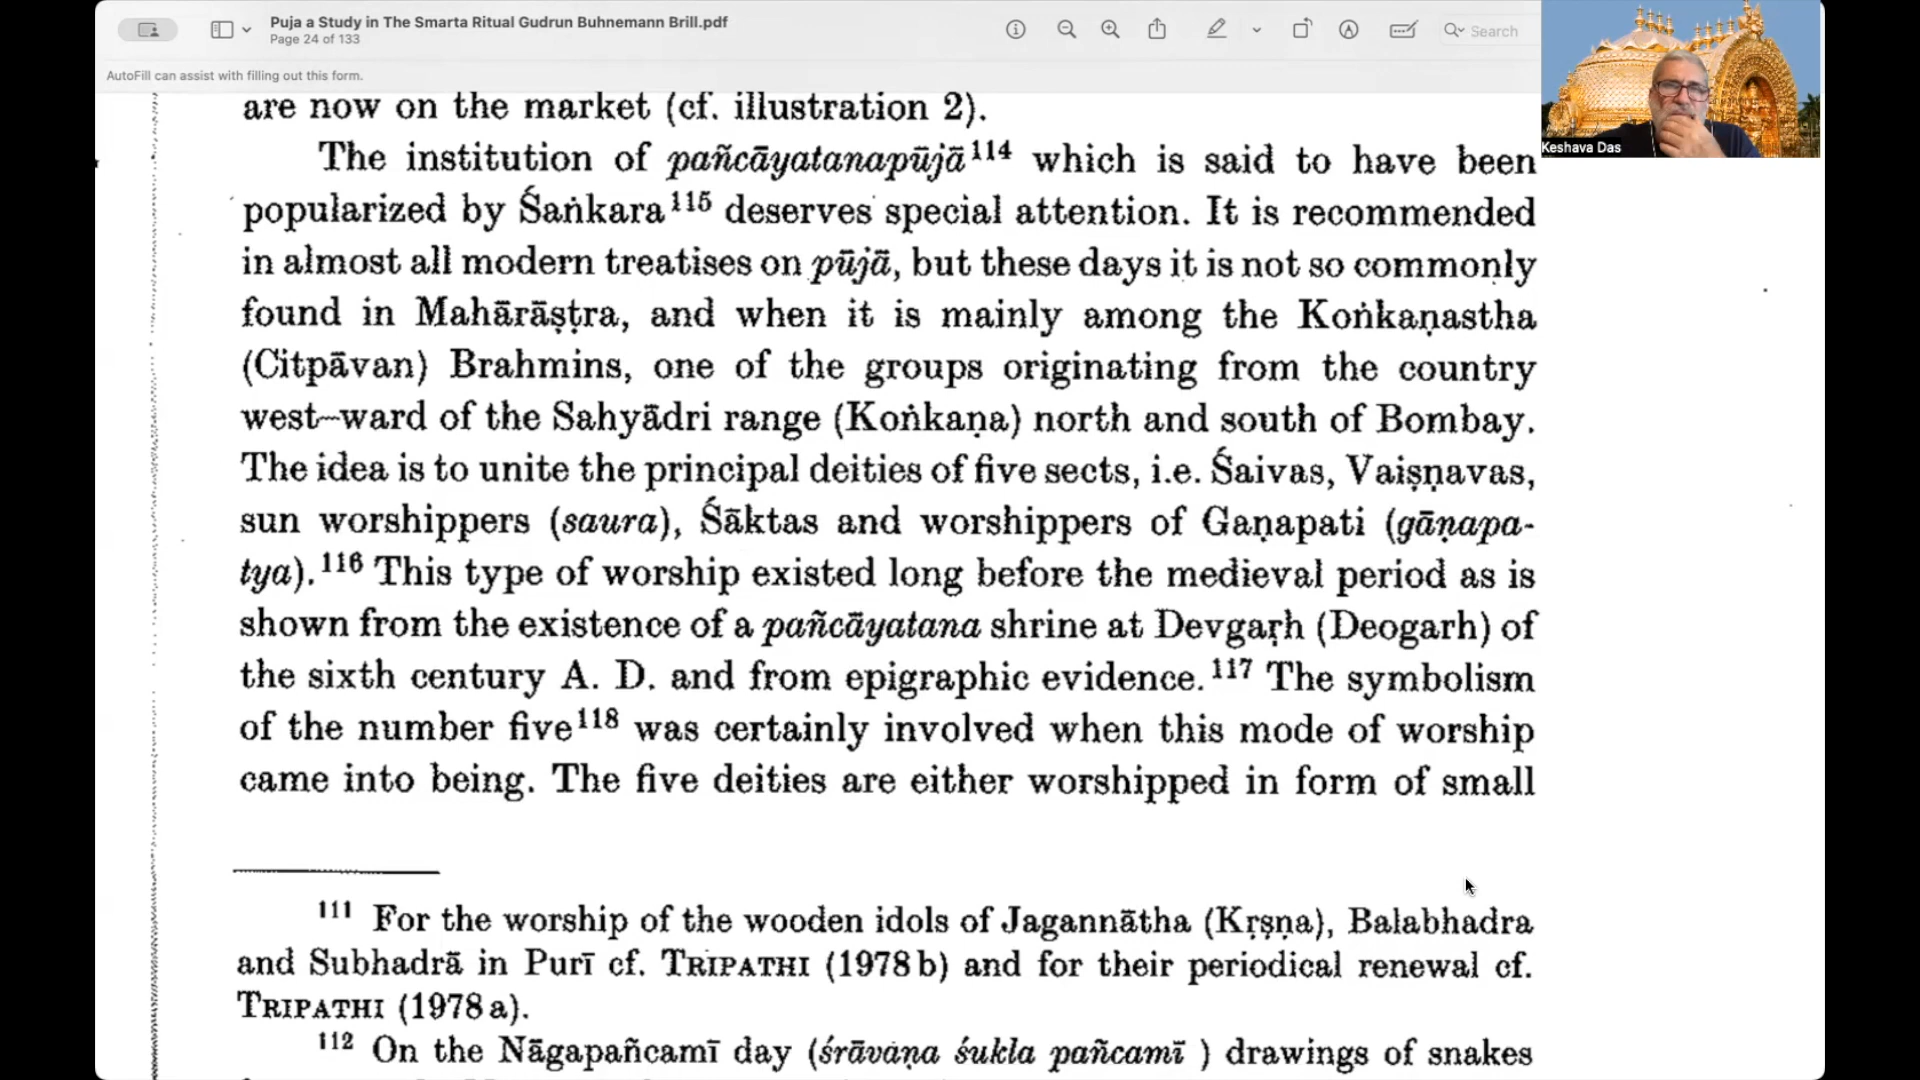 Puja a Study in The Smarta Ritual Gudrun Buhnemann Brill.pdf
Page 24 of 133
Search
AutoFill can assist with filling out this form.
Keshava Das
are now on the market (cf. illustration 2).
The institution of pañcāyatanapūjā¹¹⁴ which is said to have been
popularized by Śaṅkara¹¹⁵ deserves special attention. It is recommended
in almost all modern treatises on pūjā, but these days it is not so commonly
found in Mahārāṣṭra, and when it is mainly among the Koṅkaṇastha
(Citpāvan) Brahmins, one of the groups originating from the country
west—ward of the Sahyādri range (Koṅkaṇa) north and south of Bombay.
The idea is to unite the principal deities of five sects, i.e. Śaivas, Vaiṣṇavas,
sun worshippers (saura), Śāktas and worshippers of Gaṇapati (gāṇapa-
tya).¹¹⁶ This type of worship existed long before the medieval period as is
shown from the existence of a pañcāyatana shrine at Devgaṛh (Deogarh) of
the sixth century A. D. and from epigraphic evidence.¹¹⁷ The symbolism
of the number five¹¹⁸ was certainly involved when this mode of worship
came into being. The five deities are either worshipped in form of small
¹¹¹ For the worship of the wooden idols of Jagannātha (Kṛṣṇa), Balabhadra
and Subhadrā in Purī cf. TRIPATHI (1978 b) and for their periodical renewal cf.
TRIPATHI (1978 a).
¹¹² On the Nāgapañcamī day (śrāvaṇa śukla pañcamī ) drawings of snakes